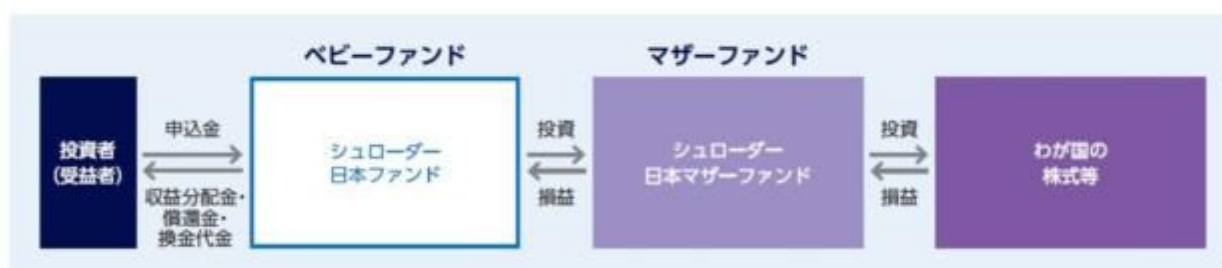 ベビーファンド
マザーファンド
投資者
(受益者)
申込金
収益分配金・
償還金・
換金代金
シュローダー
日本ファンド
投資
損益
シュローダー
日本マザーファンド
投資
損益
わが国の
株式等